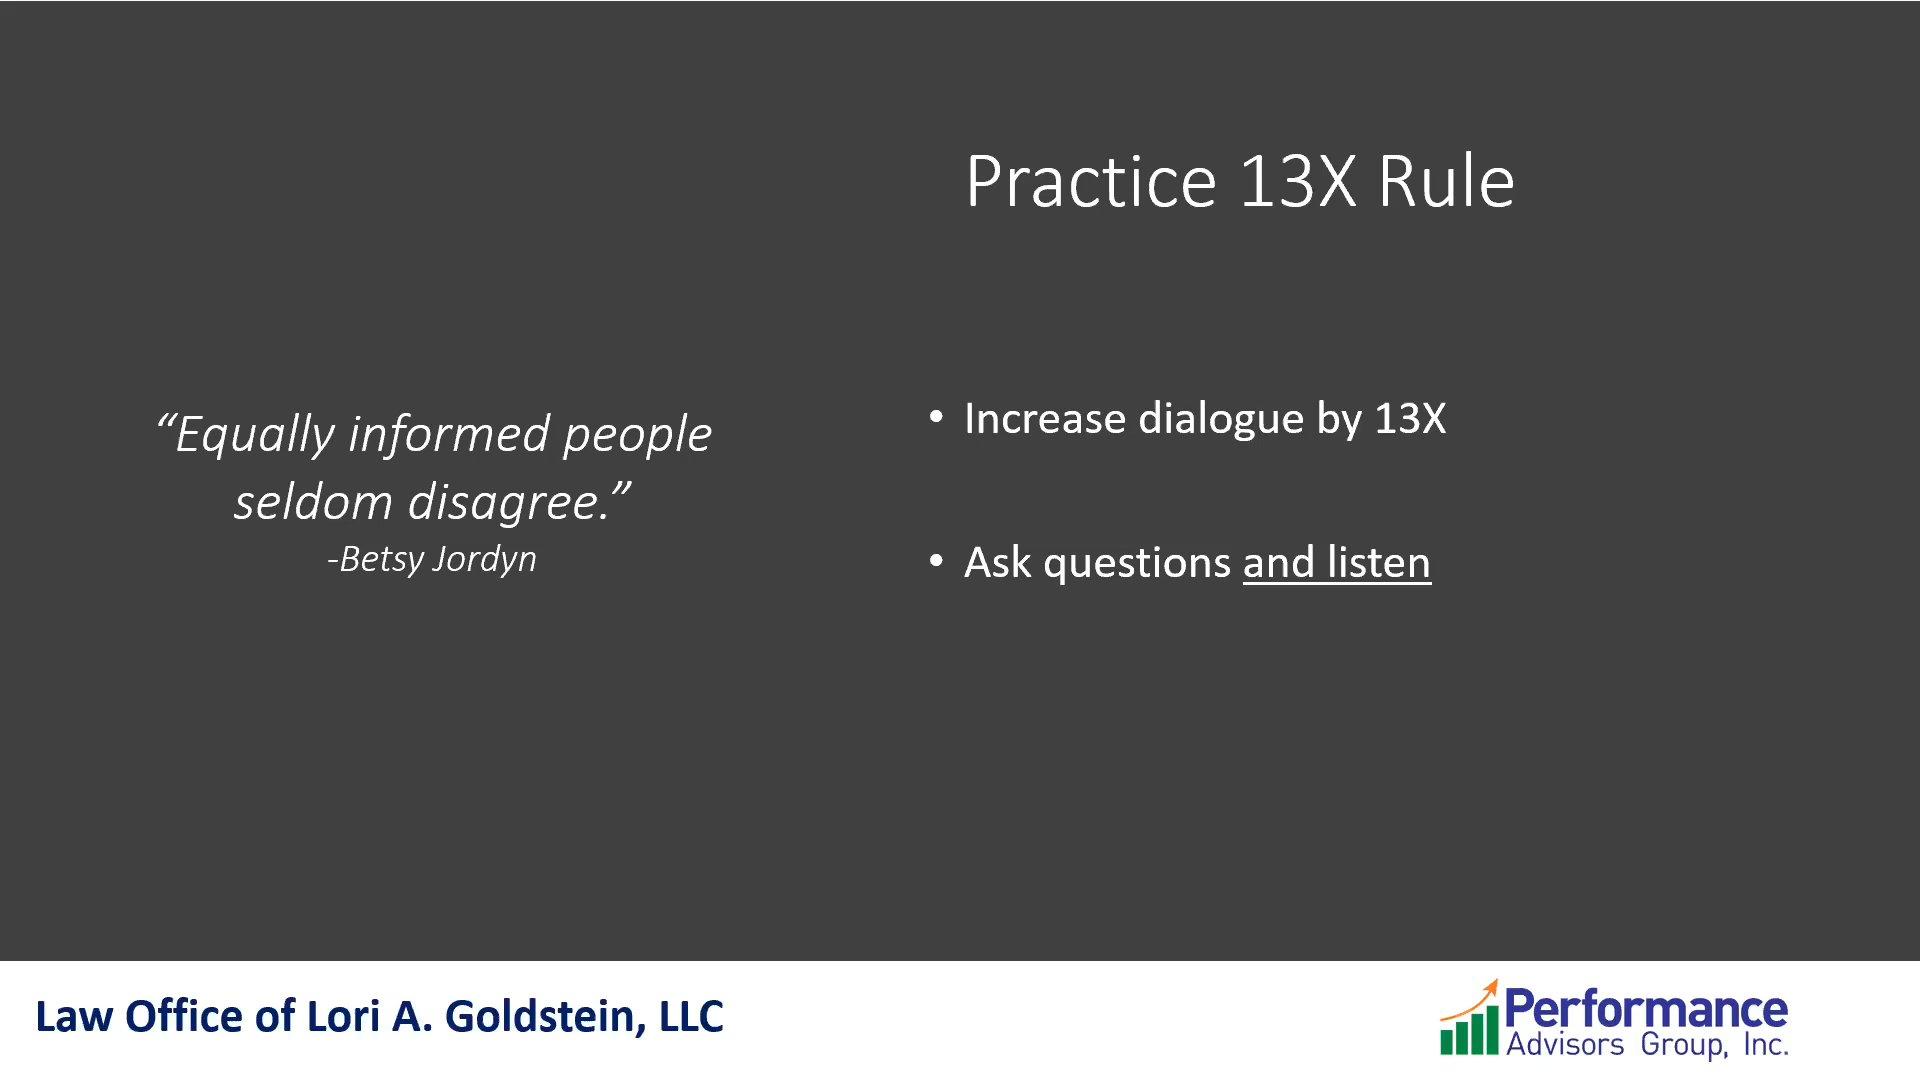 Practice 13X Rule
“Equally informed people
seldom disagree.”
-Betsy Jordyn
• Increase dialogue by 13X
• Ask questions and listen
Law Office of Lori A. Goldstein, LLC
Performance
Advisors Group, Inc.